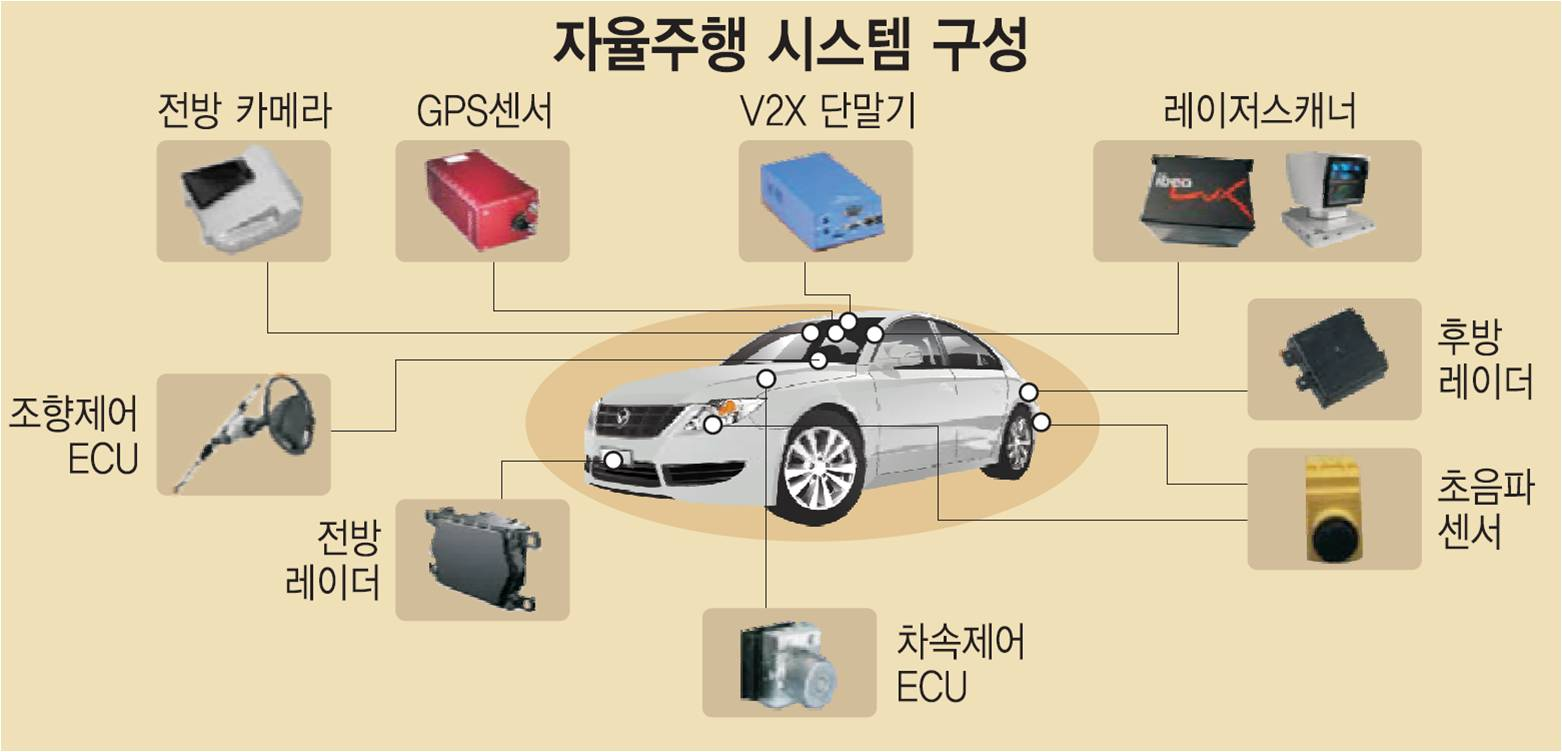 자율주행 시스템 구성
전방 카메라
GPS센서
V2X 단말기
레이저스캐너
ibeo
LUX
후방
레이더
조향제어
ECU
초음파
센서
전방
레이더
차속제어
ECU